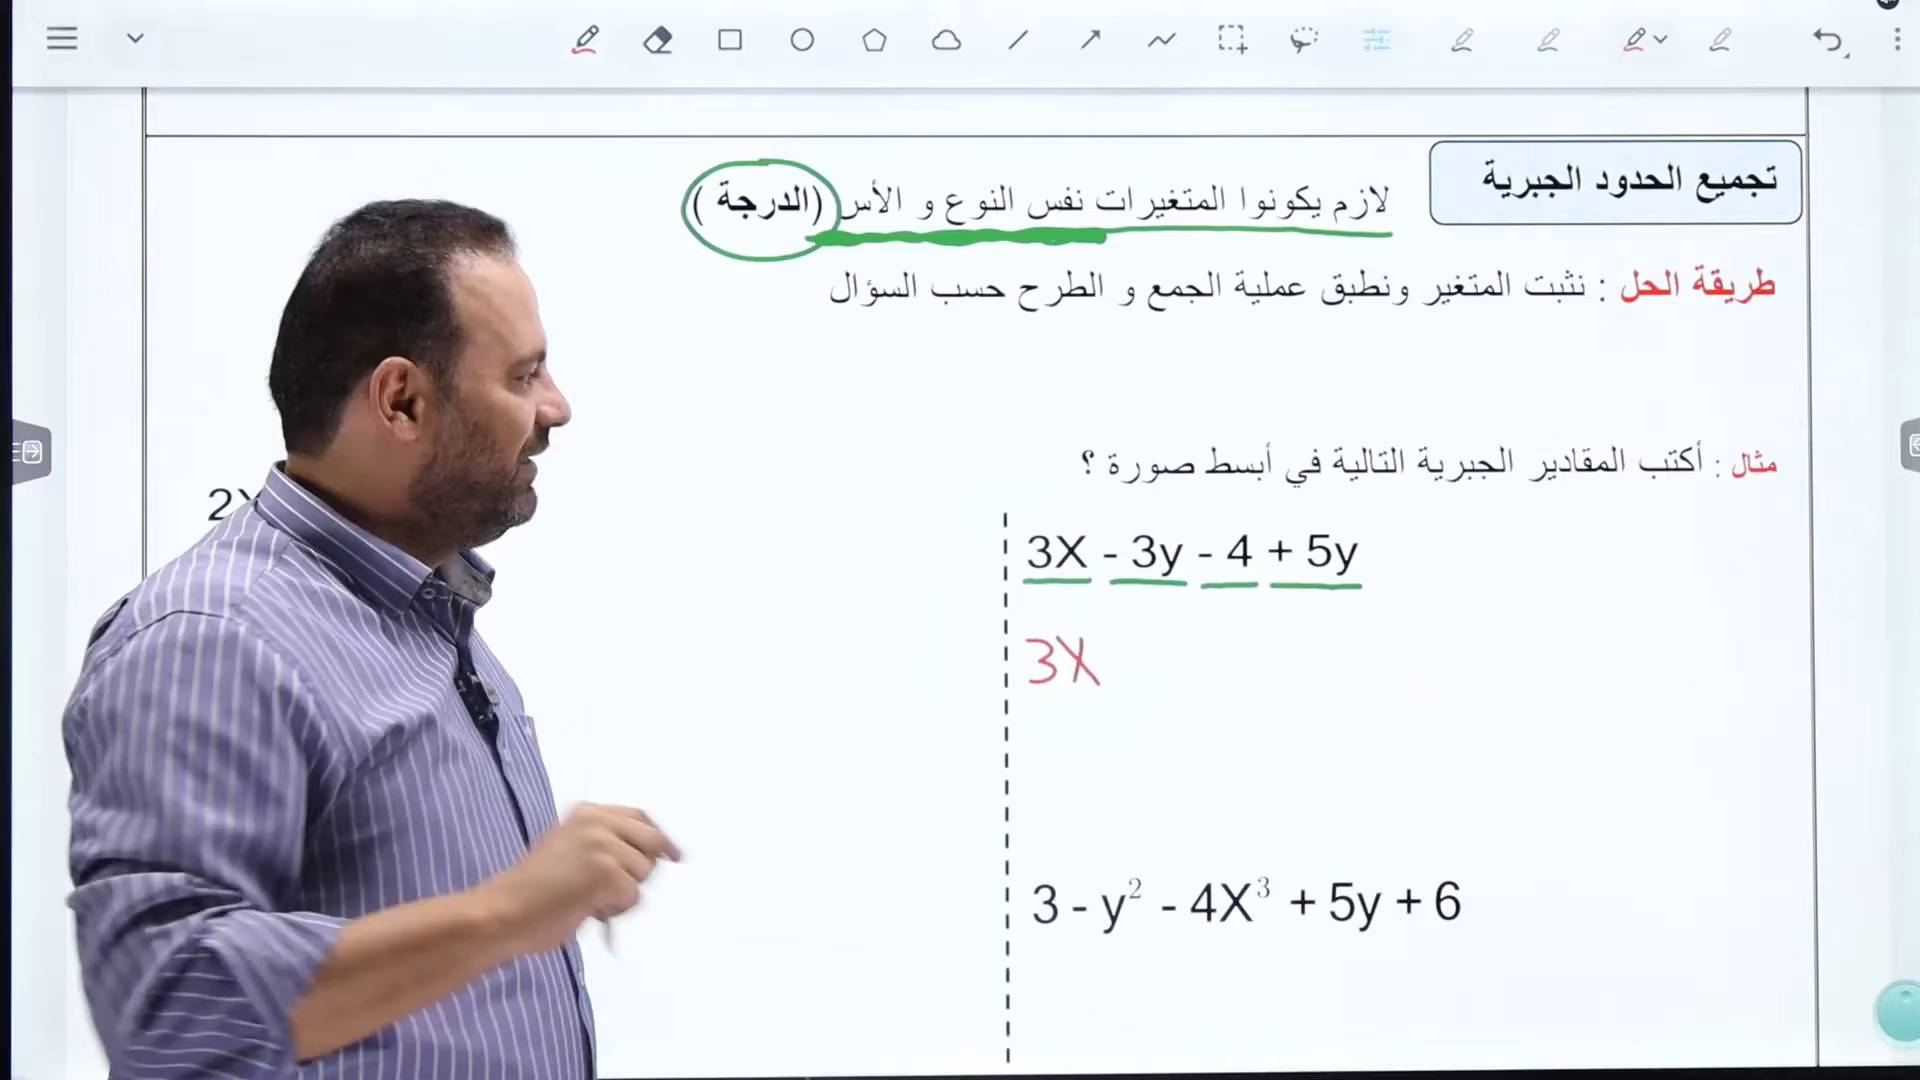 تجميع الحدود الجبرية
لازم يكونوا المتغيرات نفس النوع و الأس (الدرجة )
طريقة الحل : نثبت المتغير ونطبق عملية الجمع و الطرح حسب السؤال
مثال : أكتب المقادير الجبرية التالية في أبسط صورة ؟
3X - 3y - 4 + 5y
3X
3 - y² - 4X³ + 5y + 6